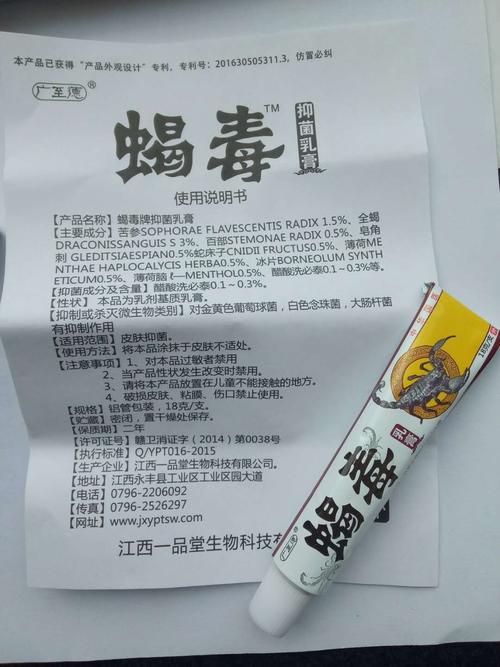 本产品已获得“产品外观设计”专利，专利号：201630505311.3，仿冒必纠
广至德®
蝎毒™
抑菌乳膏
使用说明书
【产品名称】蝎毒牌抑菌乳膏
【主要成分】苦参SOPHORAE FLAVESCENTIS RADIX 1.5%、全蝎
DRACONISSANGUIS S 3%、百部STEMONAE RADIX 0.5%、皂角
刺 GLEDITSIAESPIAN0.5%蛇床子CNIDII FRUCTUS0.5%、薄荷ME
NTHAE HAPLOCALYCIS HERBA0.5%、冰片BORNEOLUM SYNTH
ETICUM0.5%、薄荷脑 ℓ—MENTHOL0.5%、醋酸洗必泰0.1～0.3%等。
【抑菌成分及含量】醋酸洗必泰0.1～0.3%。
【性状】 本品为乳剂基质乳膏。
【抑制或杀灭微生物类别】对金黄色葡萄球菌，白色念珠菌，大肠杆菌
有抑制作用
【适用范围】皮肤抑菌。
【使用方法】将本品涂抹于皮肤不适处。
【注意事项】1、对本品过敏者禁用
2、当产品性状发生改变时禁用。
3、请将本产品放置在儿童不能接触的地方。
4、破损皮肤、粘膜、伤口禁止使用。
【规格】铝管包装，18克/支。
【贮藏】密闭，置干燥处保存。
【保质期】二年
【许可证号】赣卫消证字（2014）第0038号
【执行标准】Q/YPT016-2015
【生产企业】江西一品堂生物科技有限公司。
【地址】江西永丰县工业区工业区园大道
【电话】0796-2206092
【传真】0796-2526297
【网址】www.jxyptsw.com
江西一品堂生物科技有
18克/支
乳膏
蝎毒
广至德